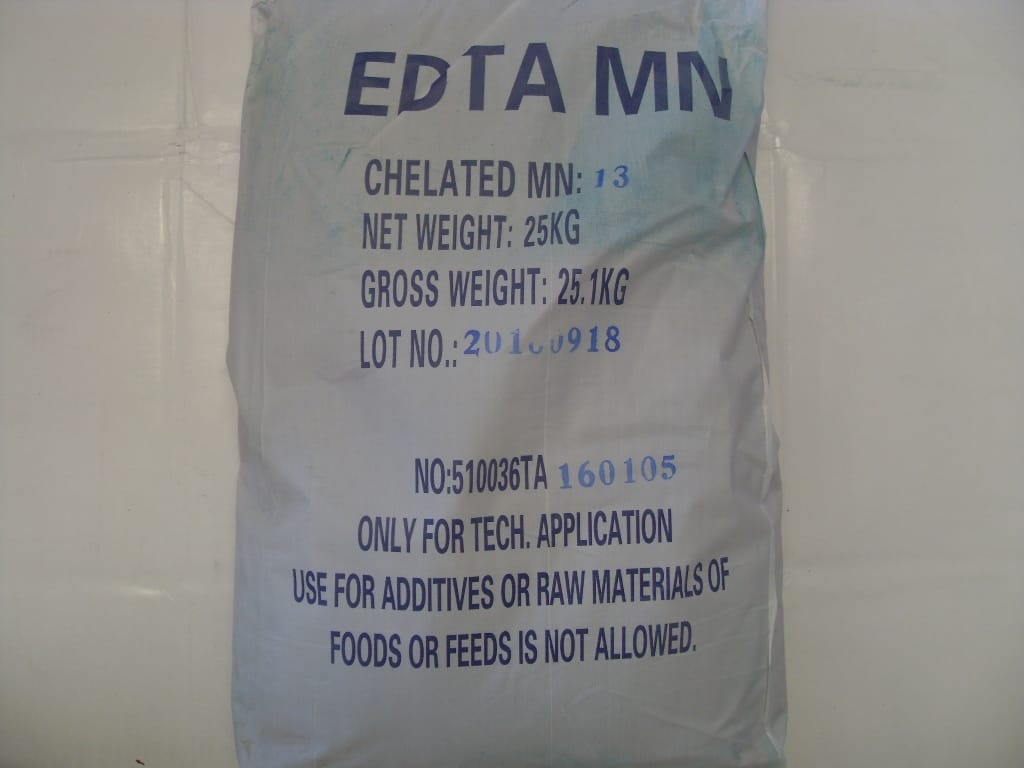 EDTA MN
CHELATED MN: 13
NET WEIGHT: 25KG
GROSS WEIGHT: 25.1KG
LOT NO.:
NO:510036TA 160105
ONLY FOR TECH. APPLICATION
USE FOR ADDITIVES OR RAW MATERIALS OF
FOODS OR FEEDS IS NOT ALLOWED.